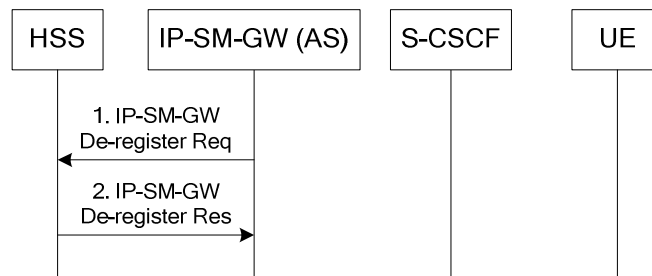 HSS
IP-SM-GW (AS)
S-CSCF
UE
1. IP-SM-GW
De-register Req
2. IP-SM-GW
De-register Res